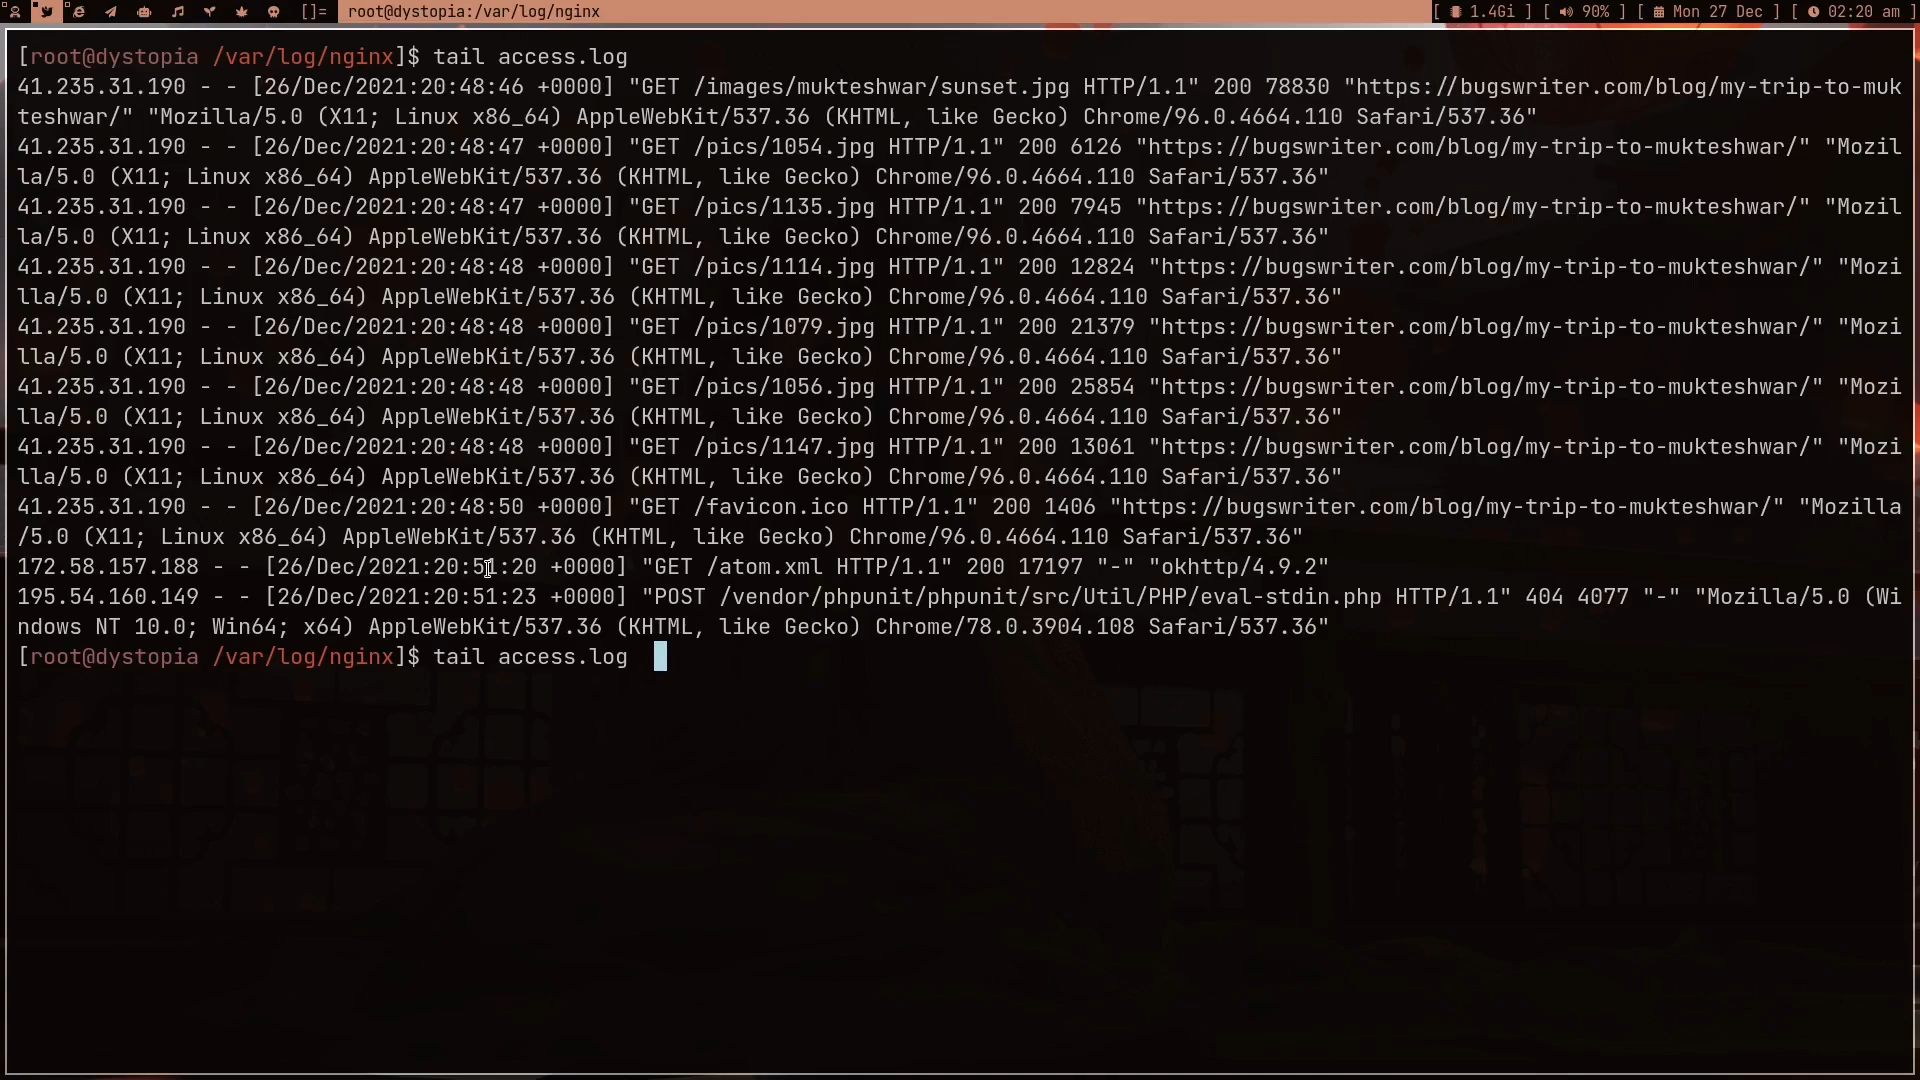 []= root@dystopia:/var/log/nginx [ 1.4Gi ] [ 90% ] [ Mon 27 Dec ] [ 02:20 am ]
[root@dystopia /var/log/nginx]$ tail access.log
41.235.31.190 - - [26/Dec/2021:20:48:46 +0000] "GET /images/mukteshwar/sunset.jpg HTTP/1.1" 200 78830 "https://bugswriter.com/blog/my-trip-to-muk
teshwar/" "Mozilla/5.0 (X11; Linux x86_64) AppleWebKit/537.36 (KHTML, like Gecko) Chrome/96.0.4664.110 Safari/537.36"
41.235.31.190 - - [26/Dec/2021:20:48:47 +0000] "GET /pics/1054.jpg HTTP/1.1" 200 6126 "https://bugswriter.com/blog/my-trip-to-mukteshwar/" "Mozil
la/5.0 (X11; Linux x86_64) AppleWebKit/537.36 (KHTML, like Gecko) Chrome/96.0.4664.110 Safari/537.36"
41.235.31.190 - - [26/Dec/2021:20:48:47 +0000] "GET /pics/1135.jpg HTTP/1.1" 200 7945 "https://bugswriter.com/blog/my-trip-to-mukteshwar/" "Mozil
la/5.0 (X11; Linux x86_64) AppleWebKit/537.36 (KHTML, like Gecko) Chrome/96.0.4664.110 Safari/537.36"
41.235.31.190 - - [26/Dec/2021:20:48:48 +0000] "GET /pics/1114.jpg HTTP/1.1" 200 12824 "https://bugswriter.com/blog/my-trip-to-mukteshwar/" "Mozi
lla/5.0 (X11; Linux x86_64) AppleWebKit/537.36 (KHTML, like Gecko) Chrome/96.0.4664.110 Safari/537.36"
41.235.31.190 - - [26/Dec/2021:20:48:48 +0000] "GET /pics/1079.jpg HTTP/1.1" 200 21379 "https://bugswriter.com/blog/my-trip-to-mukteshwar/" "Mozi
lla/5.0 (X11; Linux x86_64) AppleWebKit/537.36 (KHTML, like Gecko) Chrome/96.0.4664.110 Safari/537.36"
41.235.31.190 - - [26/Dec/2021:20:48:48 +0000] "GET /pics/1056.jpg HTTP/1.1" 200 25854 "https://bugswriter.com/blog/my-trip-to-mukteshwar/" "Mozi
lla/5.0 (X11; Linux x86_64) AppleWebKit/537.36 (KHTML, like Gecko) Chrome/96.0.4664.110 Safari/537.36"
41.235.31.190 - - [26/Dec/2021:20:48:48 +0000] "GET /pics/1147.jpg HTTP/1.1" 200 13061 "https://bugswriter.com/blog/my-trip-to-mukteshwar/" "Mozi
lla/5.0 (X11; Linux x86_64) AppleWebKit/537.36 (KHTML, like Gecko) Chrome/96.0.4664.110 Safari/537.36"
41.235.31.190 - - [26/Dec/2021:20:48:50 +0000] "GET /favicon.ico HTTP/1.1" 200 1406 "https://bugswriter.com/blog/my-trip-to-mukteshwar/" "Mozilla
/5.0 (X11; Linux x86_64) AppleWebKit/537.36 (KHTML, like Gecko) Chrome/96.0.4664.110 Safari/537.36"
172.58.157.188 - - [26/Dec/2021:20:51:20 +0000] "GET /atom.xml HTTP/1.1" 200 17197 "-" "okhttp/4.9.2"
195.54.160.149 - - [26/Dec/2021:20:51:23 +0000] "POST /vendor/phpunit/phpunit/src/Util/PHP/eval-stdin.php HTTP/1.1" 404 4077 "-" "Mozilla/5.0 (Wi
ndows NT 10.0; Win64; x64) AppleWebKit/537.36 (KHTML, like Gecko) Chrome/78.0.3904.108 Safari/537.36"
[root@dystopia /var/log/nginx]$ tail access.log